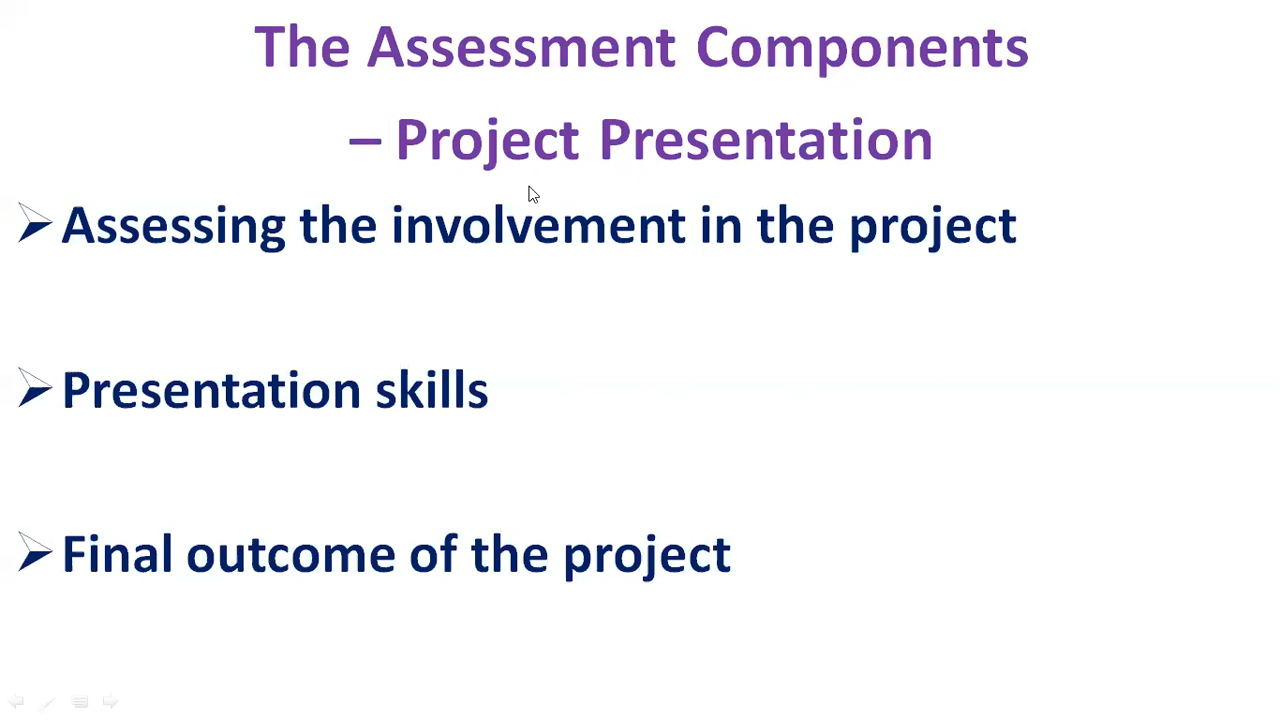 The Assessment Components
– Project Presentation
Assessing the involvement in the project
Presentation skills
Final outcome of the project